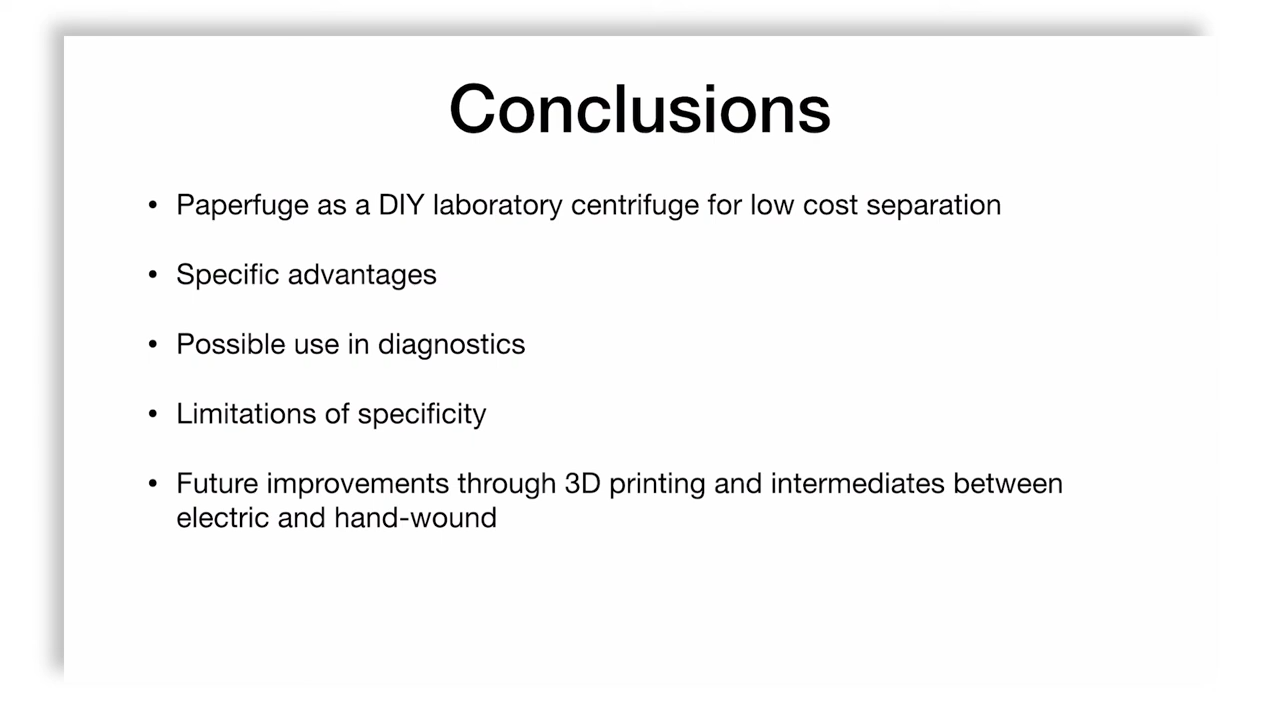 Conclusions
• Paperfuge as a DIY laboratory centrifuge for low cost separation
• Specific advantages
• Possible use in diagnostics
• Limitations of specificity
• Future improvements through 3D printing and intermediates between
electric and hand-wound